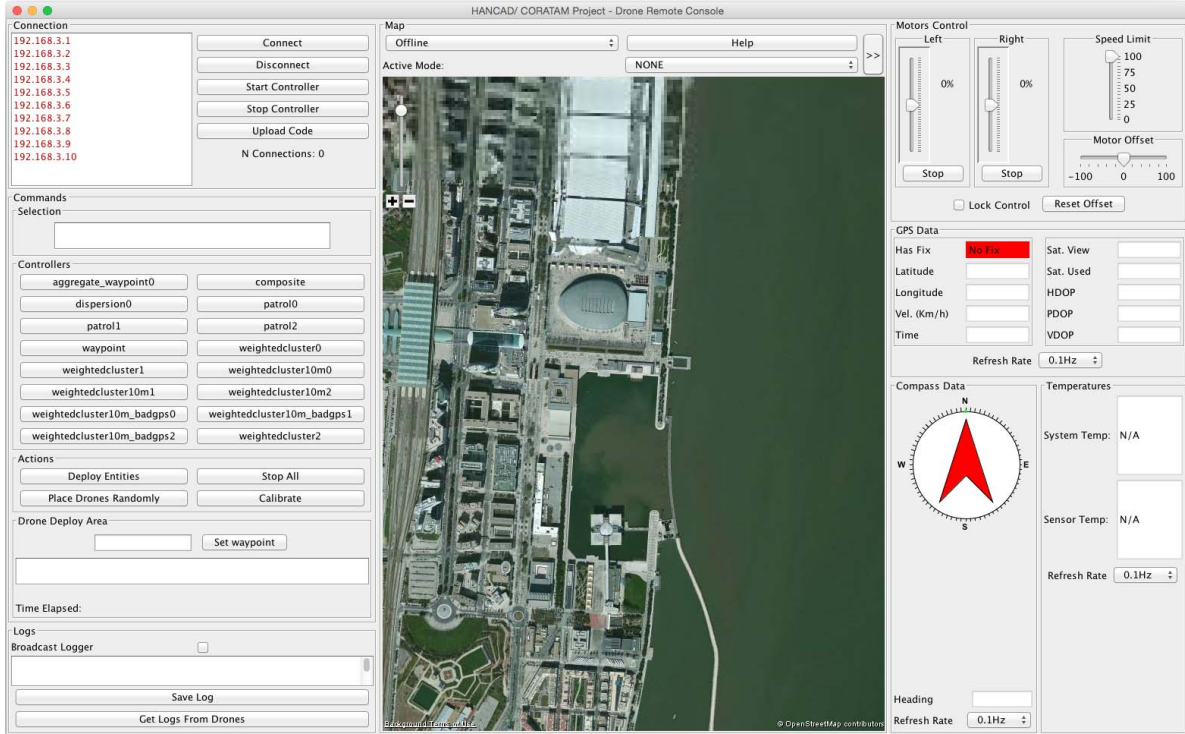 HANCAD/ CORATAM Project - Drone Remote Console
Connection
192.168.3.1
192.168.3.2
192.168.3.3
192.168.3.4
192.168.3.5
192.168.3.6
192.168.3.7
192.168.3.8
192.168.3.9
192.168.3.10
Connect
Disconnect
Start Controller
Stop Controller
Upload Code
N Connections: 0
Commands
Selection
Controllers
aggregate_waypoint0 composite
dispersion0 patrol0
patrol1 patrol2
waypoint weightedcluster0
weightedcluster1 weightedcluster10m0
weightedcluster10m1 weightedcluster10m2
weightedcluster10m_badgps0 weightedcluster10m_badgps1
weightedcluster10m_badgps2 weightedcluster2
Actions
Deploy Entities Stop All
Place Drones Randomly Calibrate
Drone Deploy Area
Set waypoint
Time Elapsed:
Logs
Broadcast Logger
Save Log
Get Logs From Drones
Map
Offline Help >>
Active Mode: NONE
+ −
Background Terms of Use
© OpenStreetMap contributors
Motors Control
Left Right Speed Limit
0% 0%
100
75
50
25
0
Motor Offset
-100 0 100
Stop Stop
Lock Control Reset Offset
GPS Data
Has Fix No Fix Sat. View
Latitude Sat. Used
Longitude HDOP
Vel. (Km/h) PDOP
Time VDOP
Refresh Rate 0.1Hz
Compass Data
N
W E
S
Heading
Refresh Rate 0.1Hz
Temperatures
System Temp: N/A
Sensor Temp: N/A
Refresh Rate 0.1Hz